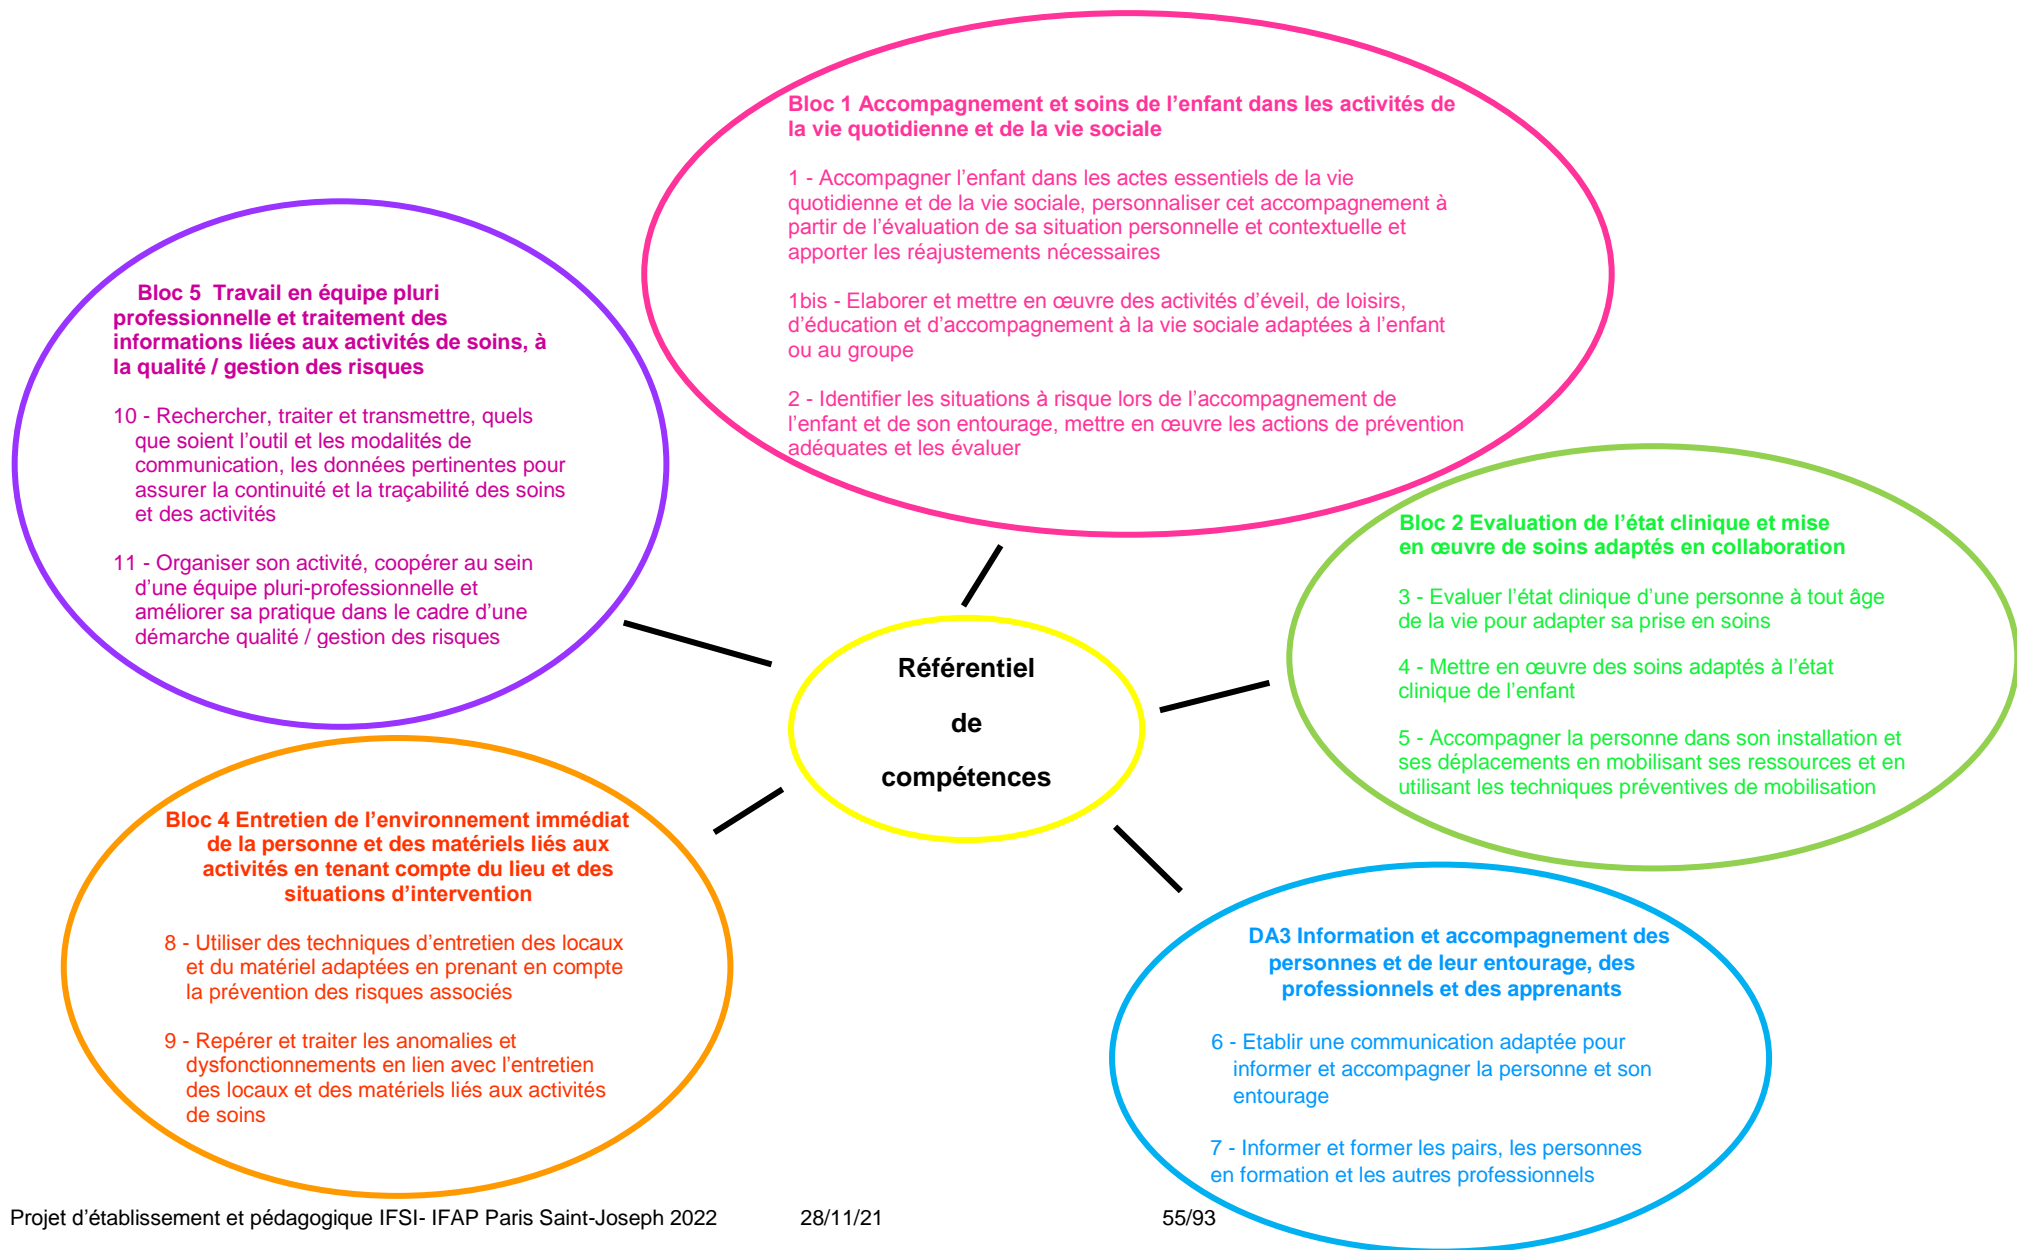 Bloc 1 Accompagnement et soins de l’enfant dans les activités de
la vie quotidienne et de la vie sociale
1 - Accompagner l’enfant dans les actes essentiels de la vie
quotidienne et de la vie sociale, personnaliser cet accompagnement à
partir de l’évaluation de sa situation personnelle et contextuelle et
apporter les réajustements nécessaires
1bis - Elaborer et mettre en œuvre des activités d’éveil, de loisirs,
d’éducation et d’accompagnement à la vie sociale adaptées à l’enfant
ou au groupe
2 - Identifier les situations à risque lors de l’accompagnement de
l’enfant et de son entourage, mettre en œuvre les actions de prévention
adéquates et les évaluer
Bloc 5 Travail en équipe pluri
professionnelle et traitement des
informations liées aux activités de soins, à
la qualité / gestion des risques
10 - Rechercher, traiter et transmettre, quels
que soient l’outil et les modalités de
communication, les données pertinentes pour
assurer la continuité et la traçabilité des soins
et des activités
11 - Organiser son activité, coopérer au sein
d’une équipe pluri-professionnelle et
améliorer sa pratique dans le cadre d’une
démarche qualité / gestion des risques
Bloc 2 Evaluation de l’état clinique et mise
en œuvre de soins adaptés en collaboration
3 - Evaluer l’état clinique d’une personne à tout âge
de la vie pour adapter sa prise en soins
4 - Mettre en œuvre des soins adaptés à l’état
clinique de l’enfant
5 - Accompagner la personne dans son installation et
ses déplacements en mobilisant ses ressources et en
utilisant les techniques préventives de mobilisation
Référentiel
de
compétences
Bloc 4 Entretien de l’environnement immédiat
de la personne et des matériels liés aux
activités en tenant compte du lieu et des
situations d’intervention
8 - Utiliser des techniques d’entretien des locaux
et du matériel adaptées en prenant en compte
la prévention des risques associés
9 - Repérer et traiter les anomalies et
dysfonctionnements en lien avec l’entretien
des locaux et des matériels liés aux activités
de soins
DA3 Information et accompagnement des
personnes et de leur entourage, des
professionnels et des apprenants
6 - Etablir une communication adaptée pour
informer et accompagner la personne et son
entourage
7 - Informer et former les pairs, les personnes
en formation et les autres professionnels
Projet d’établissement et pédagogique IFSI- IFAP Paris Saint-Joseph 2022 28/11/21 55/93